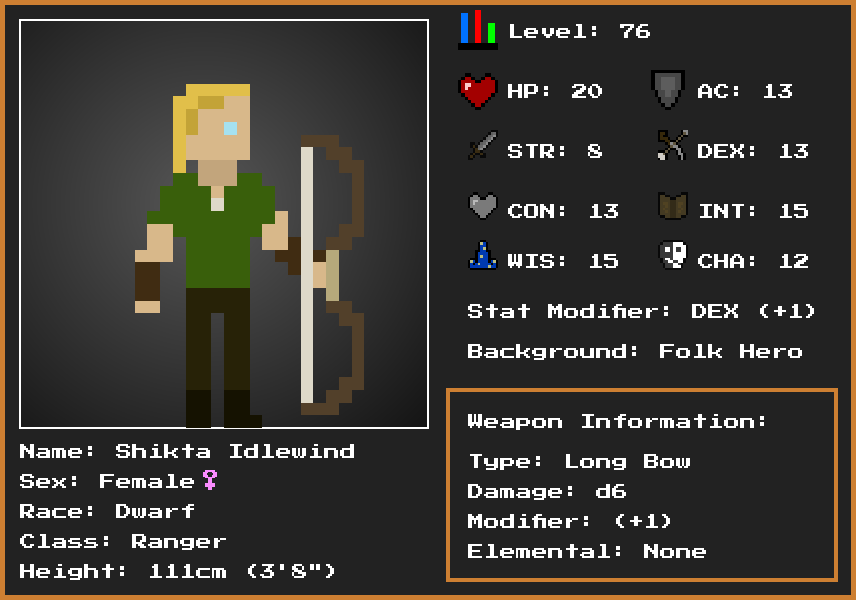 Level: 76
HP: 20
AC: 13
STR: 8
DEX: 13
CON: 13
INT: 15
WIS: 15
CHA: 12
Stat Modifier: DEX (+1)
Background: Folk Hero
Weapon Information:
Type: Long Bow
Damage: d6
Modifier: (+1)
Elemental: None
Name: Shikta Idlewind
Sex: Female♀
Race: Dwarf
Class: Ranger
Height: 111cm (3'8")